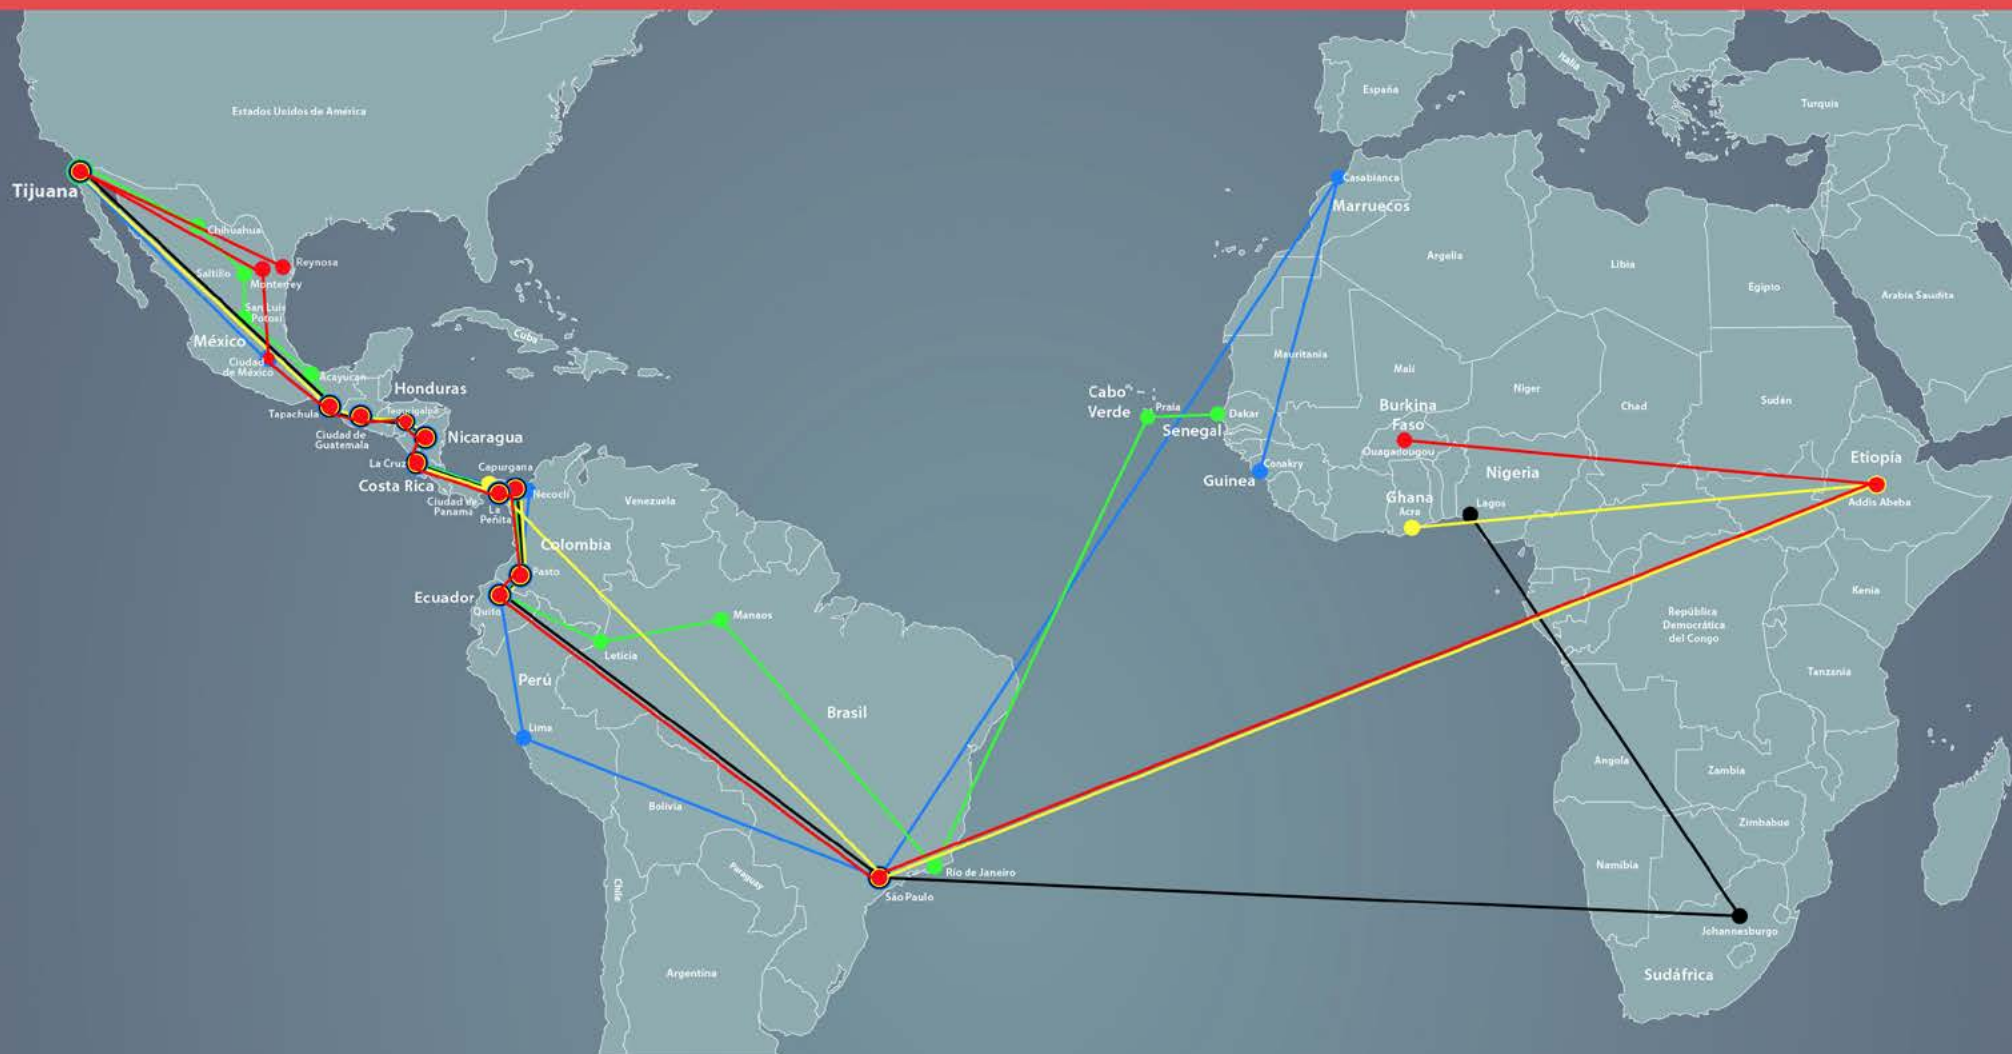 Estados Unidos de América
Tijuana
Chihuahua
Reynosa
Saltillo
Monterrey
San Luis
Potosí
México
Ciudad
de México
Acayucan
Cuba
Honduras
Tapachula
Tegucigalpa
Ciudad de
Guatemala
Nicaragua
La Cruz
Costa Rica
Capurgana
Necoclí
Ciudad de
Panamá
La
Peñita
Venezuela
Colombia
Pasto
Ecuador
Quito
Leticia
Manaos
Perú
Lima
Brasil
Bolivia
Paraguay
Chile
Argentina
São Paulo
Río de Janeiro
España
Italia
Turquía
Casablanca
Marruecos
Argelia
Libia
Egipto
Arabia Saudita
Mauritania
Malí
Niger
Chad
Sudán
Cabo
Verde
Praia
Dakar
Senegal
Burkina
Faso
Ouagadougou
Guinea
Conakry
Nigeria
Lagos
Ghana
Acra
Etiopía
Addis Abeba
Kenia
República
Democrática
del Congo
Tanzania
Angola
Zambia
Zimbabue
Namibia
Johannesburgo
Sudáfrica